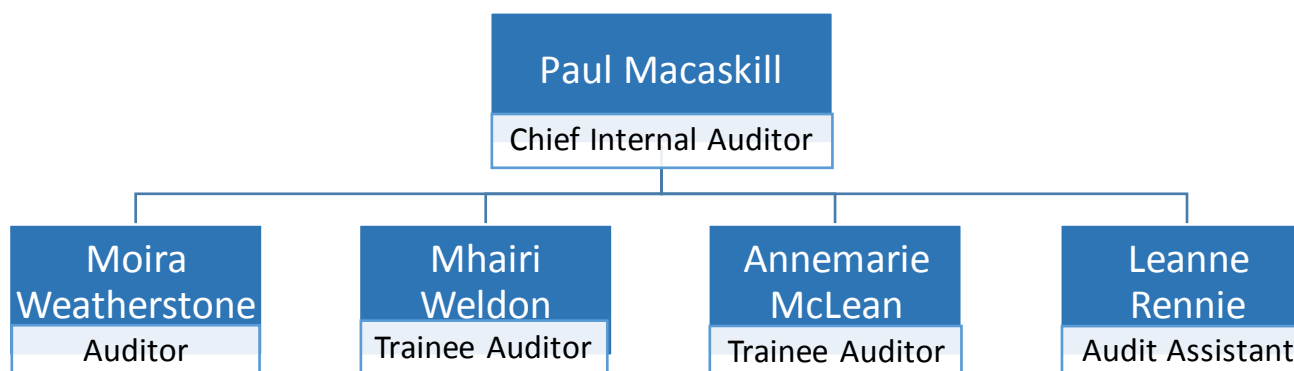 Paul Macaskill
Chief Internal Auditor
Moira
Weatherstone
Auditor
Mhairi
Weldon
Trainee Auditor
Annemarie
McLean
Trainee Auditor
Leanne
Rennie
Audit Assistant